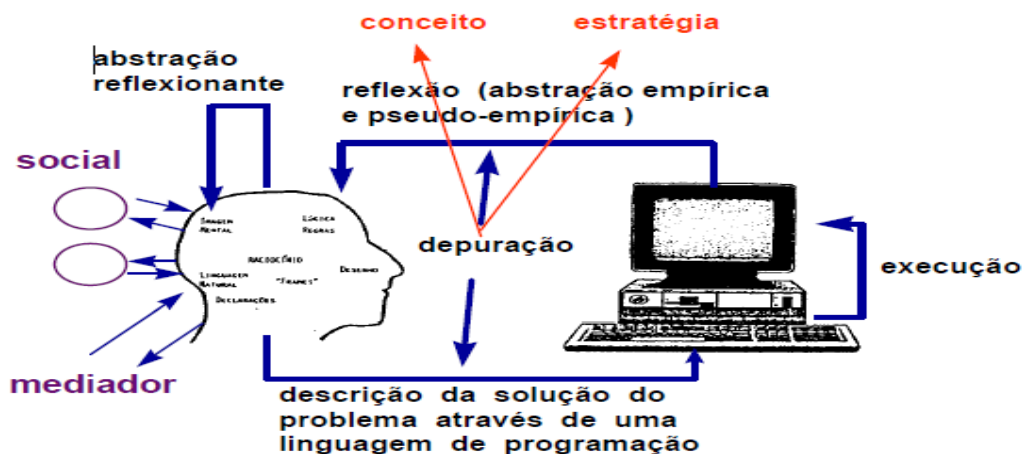 conceito
estratégia
abstração
reflexionante
reflexão (abstração empírica
e pseudo-empírica )
social
IMAGEM
MENTAL
REGRAS
RACIOCÍNIO
DESENHO
LINGUAGEM
NATURAL
"FRAMES"
DECLARAÇÕES
depuração
execução
mediador
descrição da solução do
problema através de uma
linguagem de programação